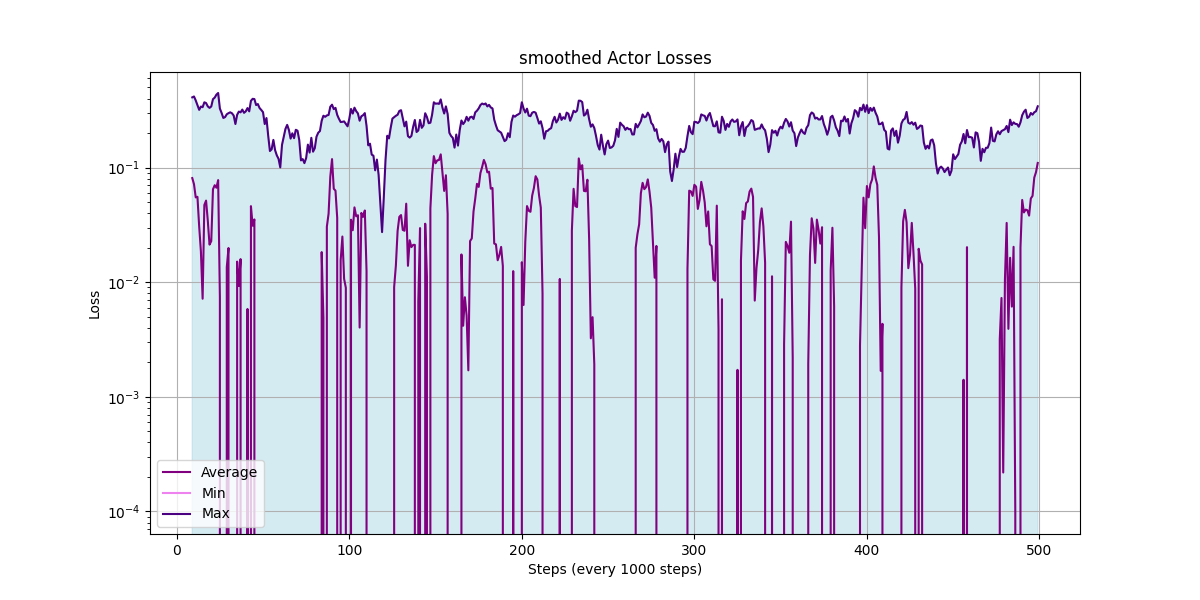 smoothed Actor Losses
Loss
10⁻¹
10⁻²
10⁻³
10⁻⁴
Average
Min
Max
0 100 200 300 400 500
Steps (every 1000 steps)